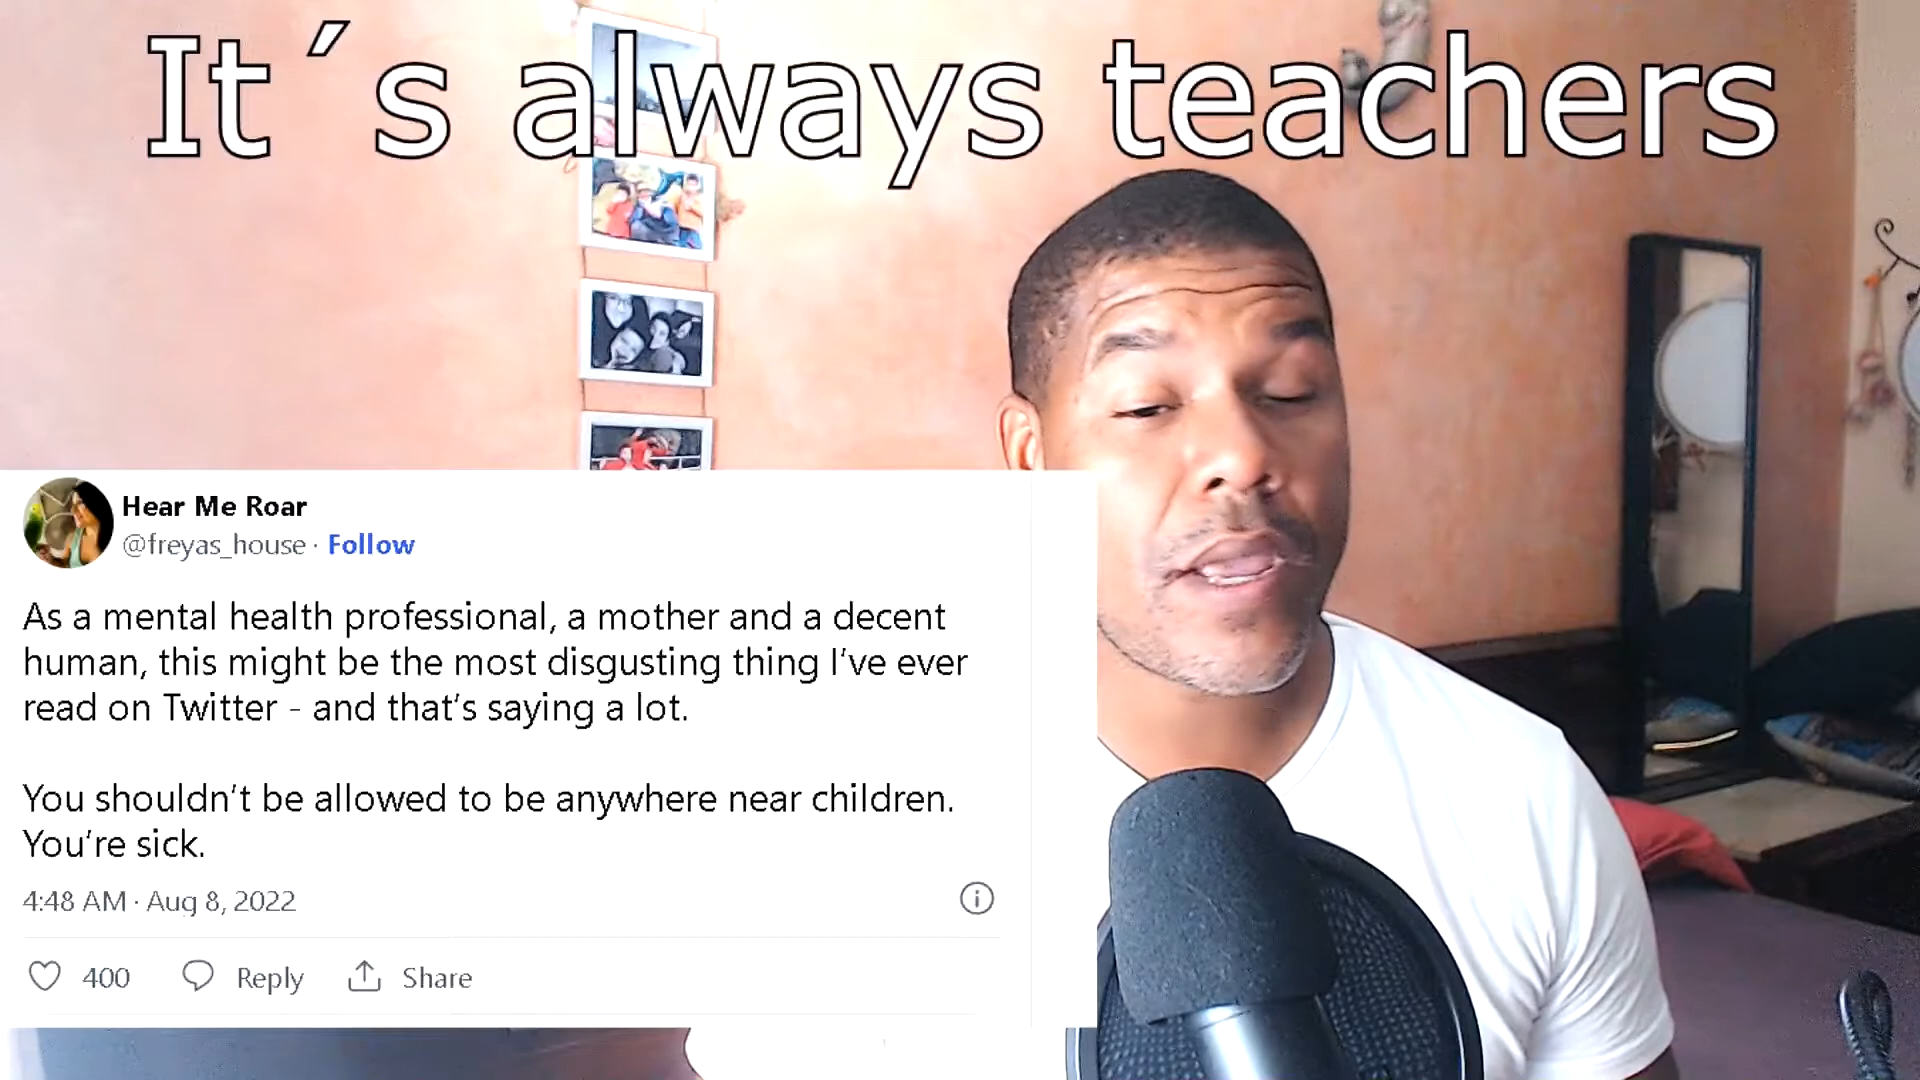 It´s always teachers
Hear Me Roar
@freyas_house · Follow
As a mental health professional, a mother and a decent
human, this might be the most disgusting thing I've ever
read on Twitter - and that's saying a lot.
You shouldn't be allowed to be anywhere near children.
You're sick.
4:48 AM · Aug 8, 2022
400 Reply Share